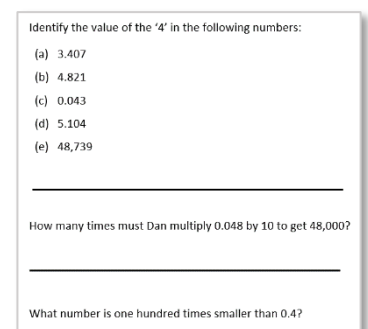 Identify the value of the ‘4’ in the following numbers:
(a) 3.407
(b) 4.821
(c) 0.043
(d) 5.104
(e) 48,739
How many times must Dan multiply 0.048 by 10 to get 48,000?
What number is one hundred times smaller than 0.4?